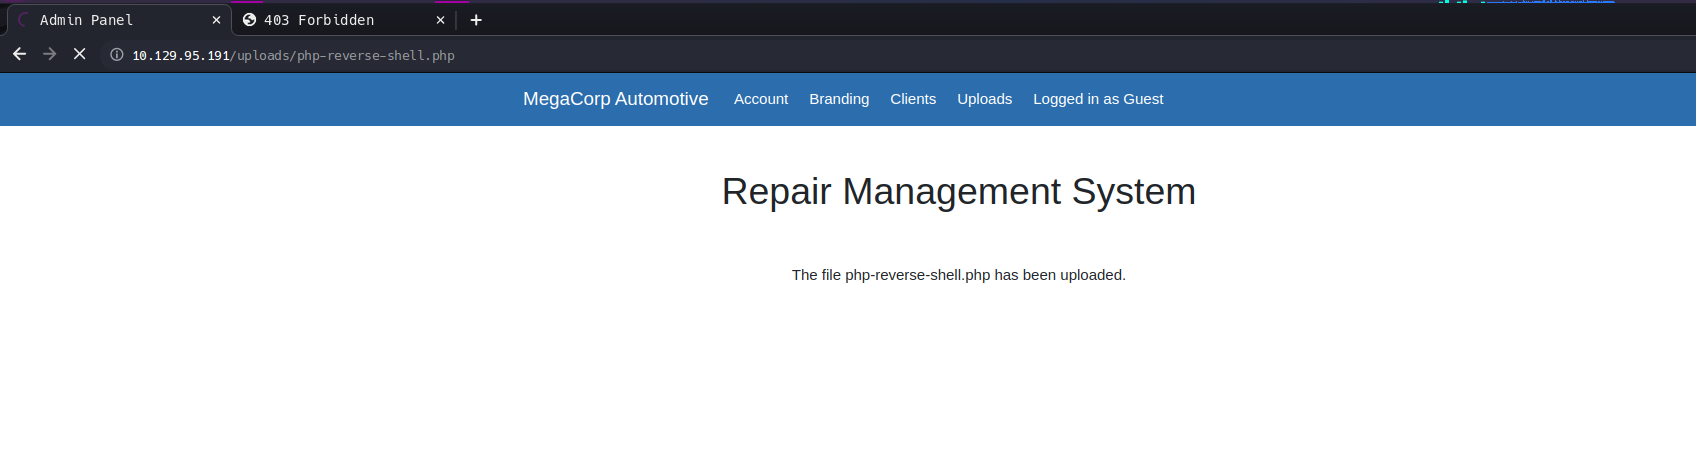 Admin Panel
403 Forbidden
10.129.95.191/uploads/php-reverse-shell.php
MegaCorp Automotive Account Branding Clients Uploads Logged in as Guest
Repair Management System
The file php-reverse-shell.php has been uploaded.